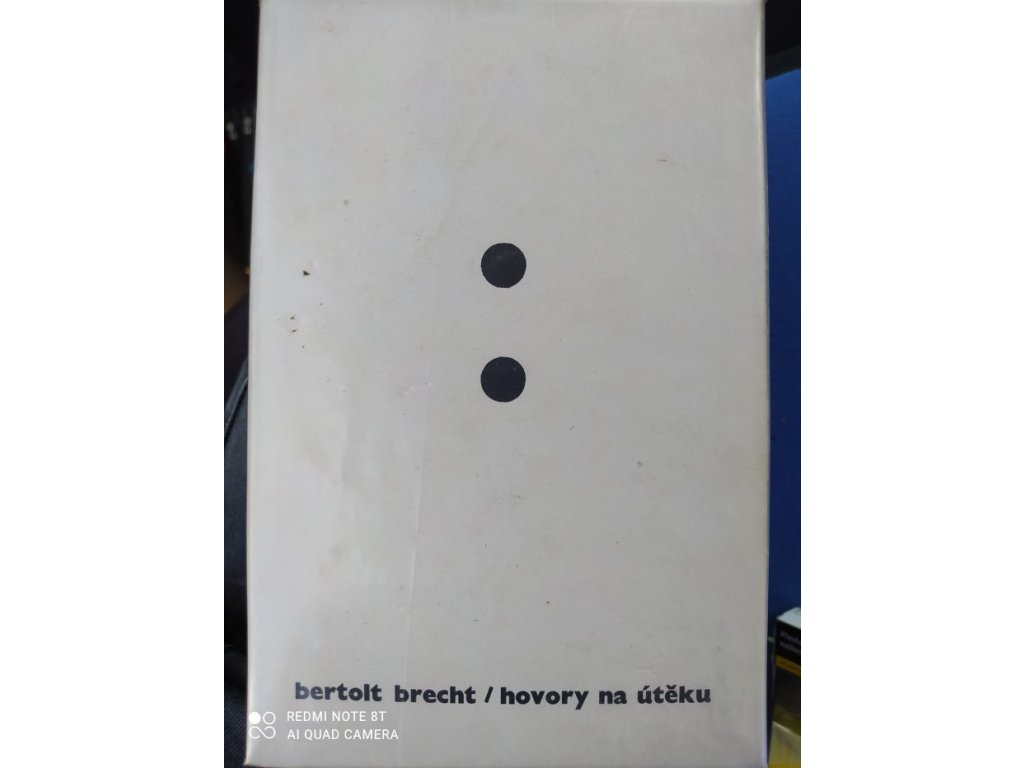 bertolt brecht / hovory na útěku
REDMI NOTE 8T
AI QUAD CAMERA